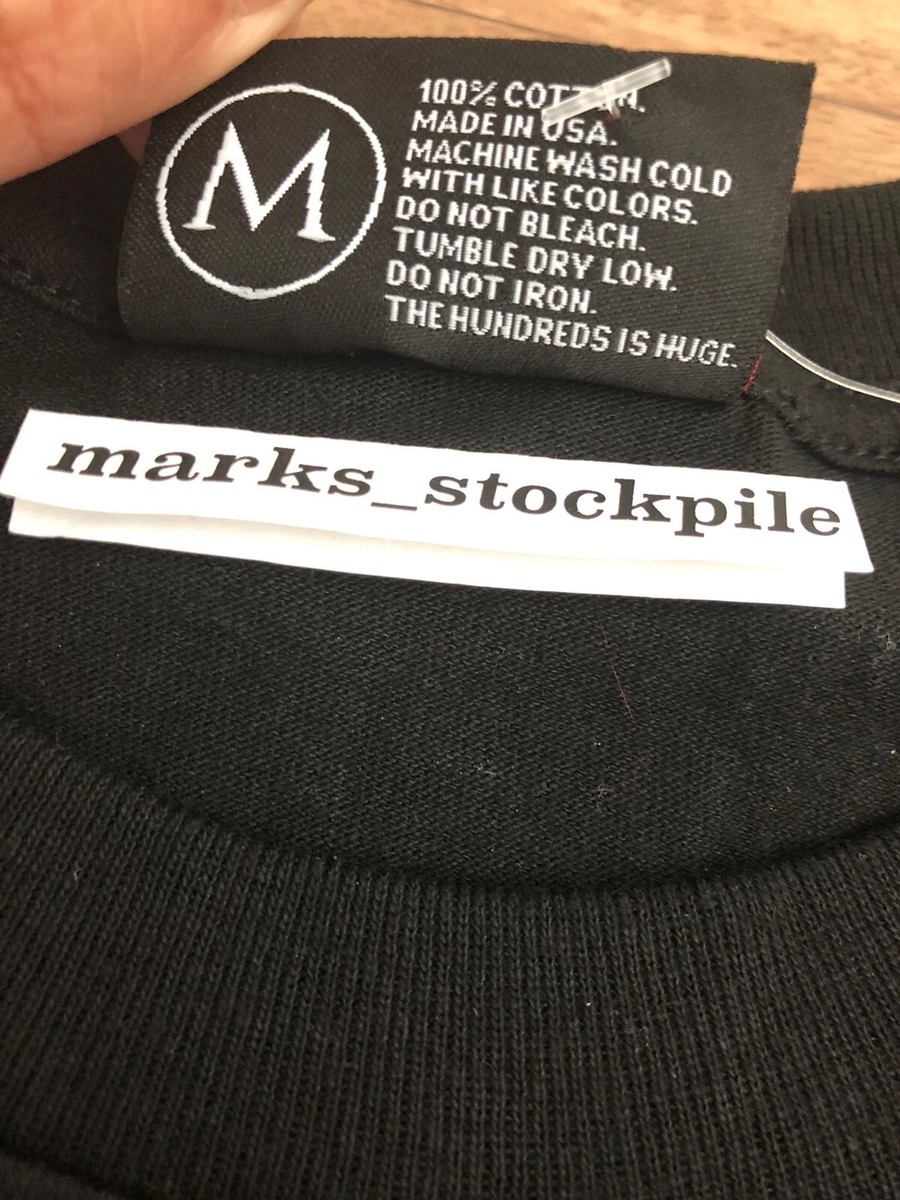 M
100% COTTON.
MADE IN USA.
MACHINE WASH COLD
WITH LIKE COLORS.
DO NOT BLEACH.
TUMBLE DRY LOW.
DO NOT IRON.
THE HUNDREDS IS HUGE.
marks_stockpile